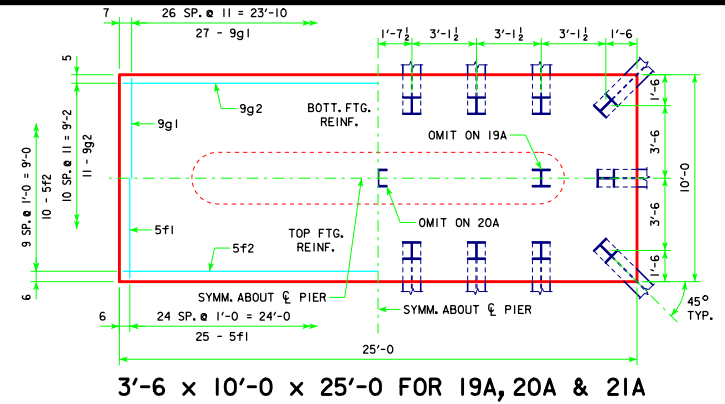 7
26 SP. @ 11 = 23'-10
27 - 9g1
1'-7½
3'-1½
3'-1½
3'-1½
1'-6
5
10 SP. @ 11 = 9'-2
11 - 9g2
9 SP. @ 1'-0 = 9'-0
10 - 5f2
6
9g1
9g2
BOTT. FTG.
REINF.
OMIT ON 19A
OMIT ON 20A
5f1
5f2
TOP FTG.
REINF.
SYMM. ABOUT ℄ PIER
SYMM. ABOUT ℄ PIER
1'-6
3'-6
3'-6
1'-6
10'-0
45°
TYP.
6
24 SP. @ 1'-0 = 24'-0
25 - 5f1
25'-0
3'-6 x 10'-0 x 25'-0 FOR 19A, 20A & 21A